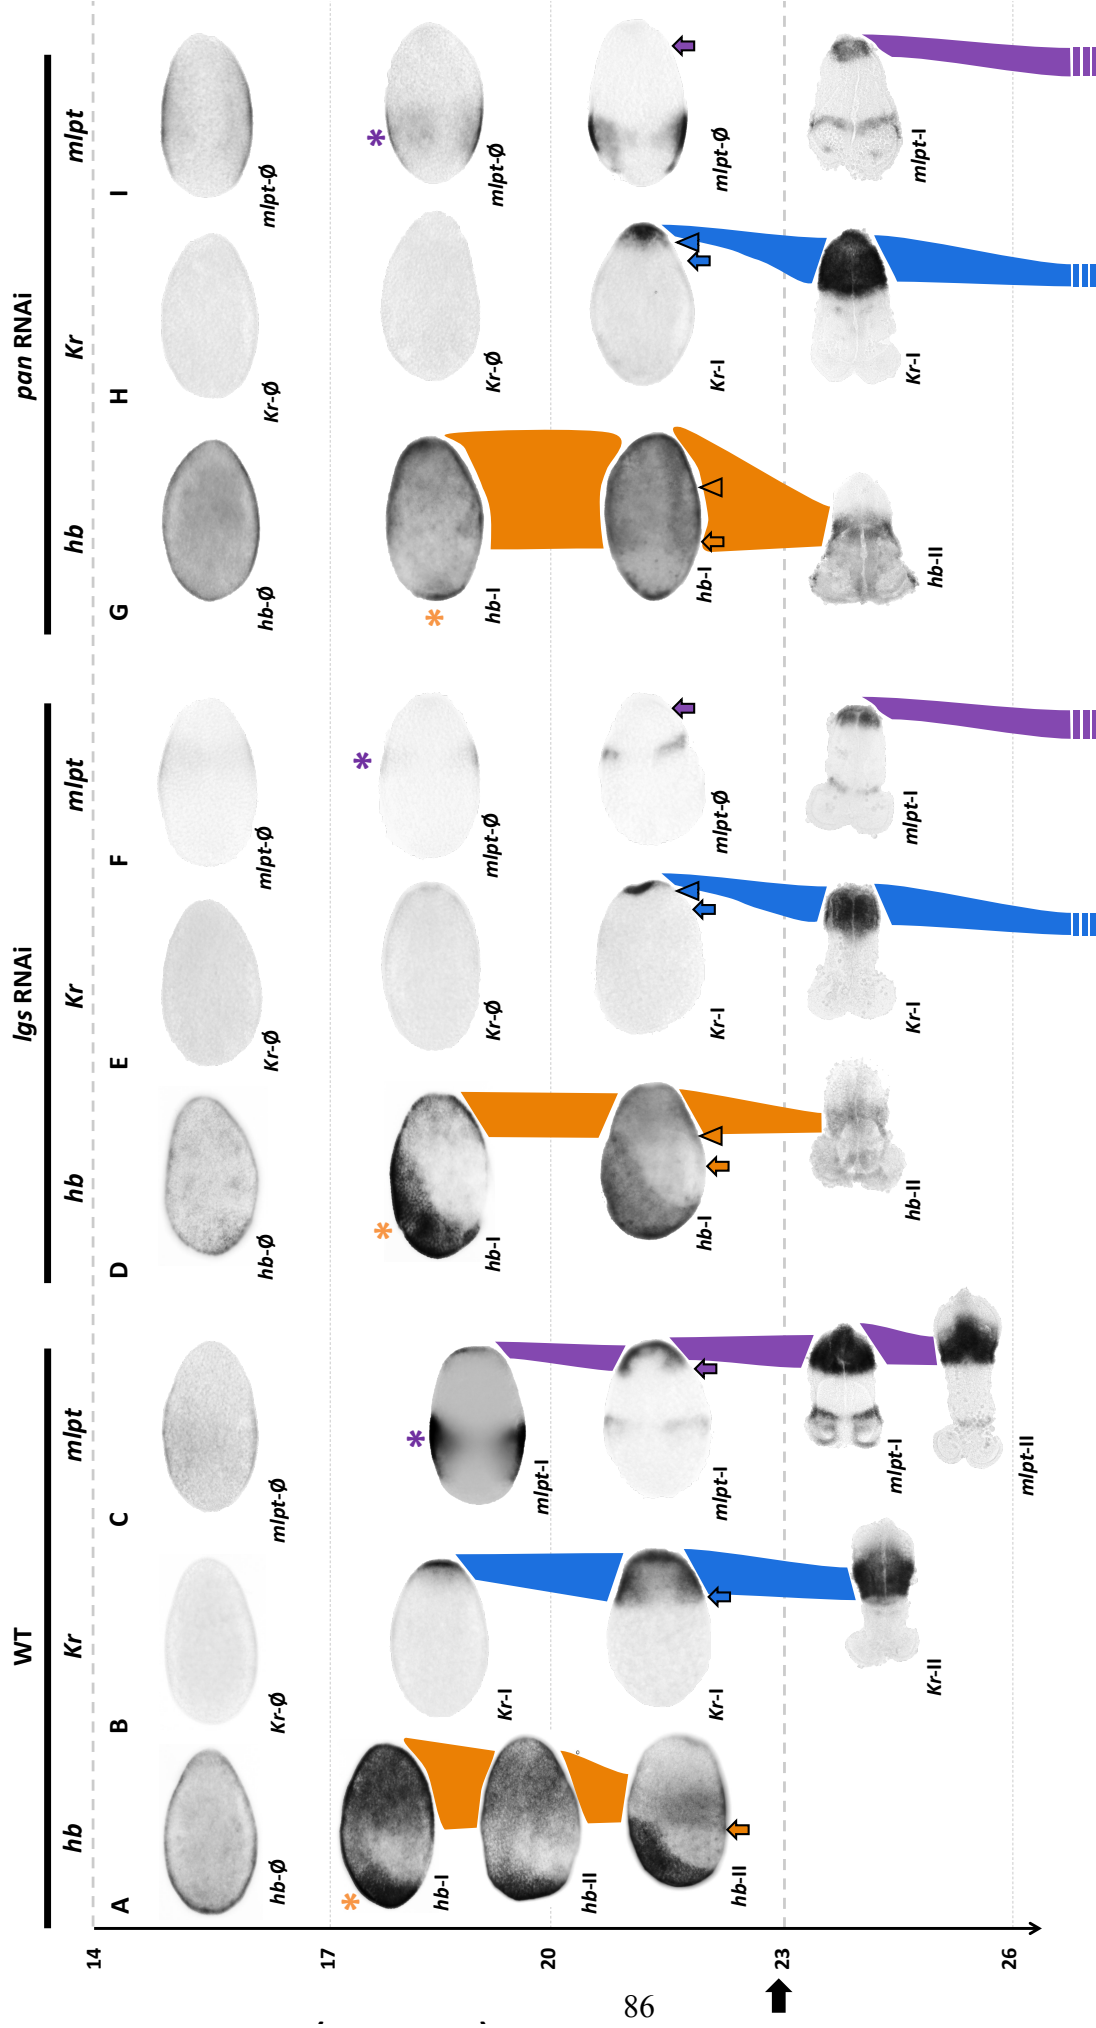 WT
lgs RNAi
pan RNAi
hb
Kr
mlpt
hb
Kr
mlpt
hb
Kr
mlpt
A
B
C
D
E
F
G
H
I
14
17
20
23
26
hb-Ø
Kr-Ø
mlpt-Ø
hb-Ø
Kr-Ø
mlpt-Ø
hb-Ø
Kr-Ø
mlpt-Ø
*
*
*
*
*
*
hb-I
Kr-I
mlpt-I
hb-I
Kr-Ø
mlpt-Ø
hb-I
Kr-Ø
mlpt-Ø
hb-II
hb-II
Kr-I
mlpt-I
hb-I
Kr-I
mlpt-Ø
hb-I
Kr-I
mlpt-Ø
Kr-II
mlpt-I
hb-II
Kr-I
mlpt-I
hb-II
Kr-I
mlpt-I
mlpt-II
86